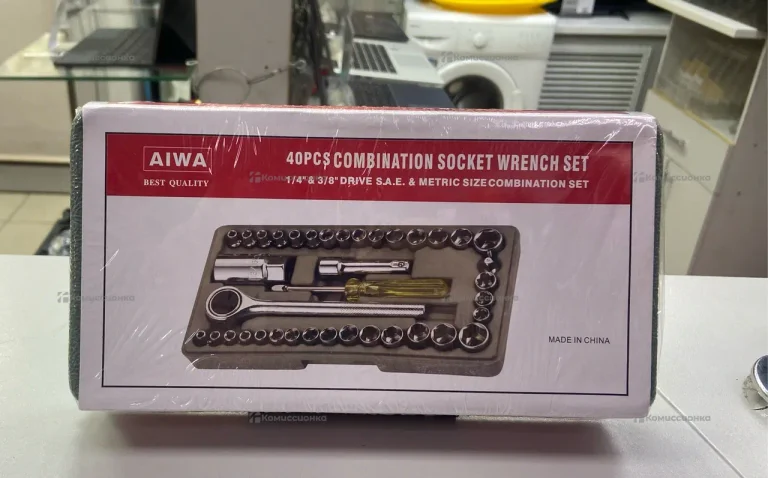 AIWA
BEST QUALITY
40PCS COMBINATION SOCKET WRENCH SET
1/4" & 3/8" DRIVE S.A.E. & METRIC SIZE COMBINATION SET
MADE IN CHINA
Комиссионко